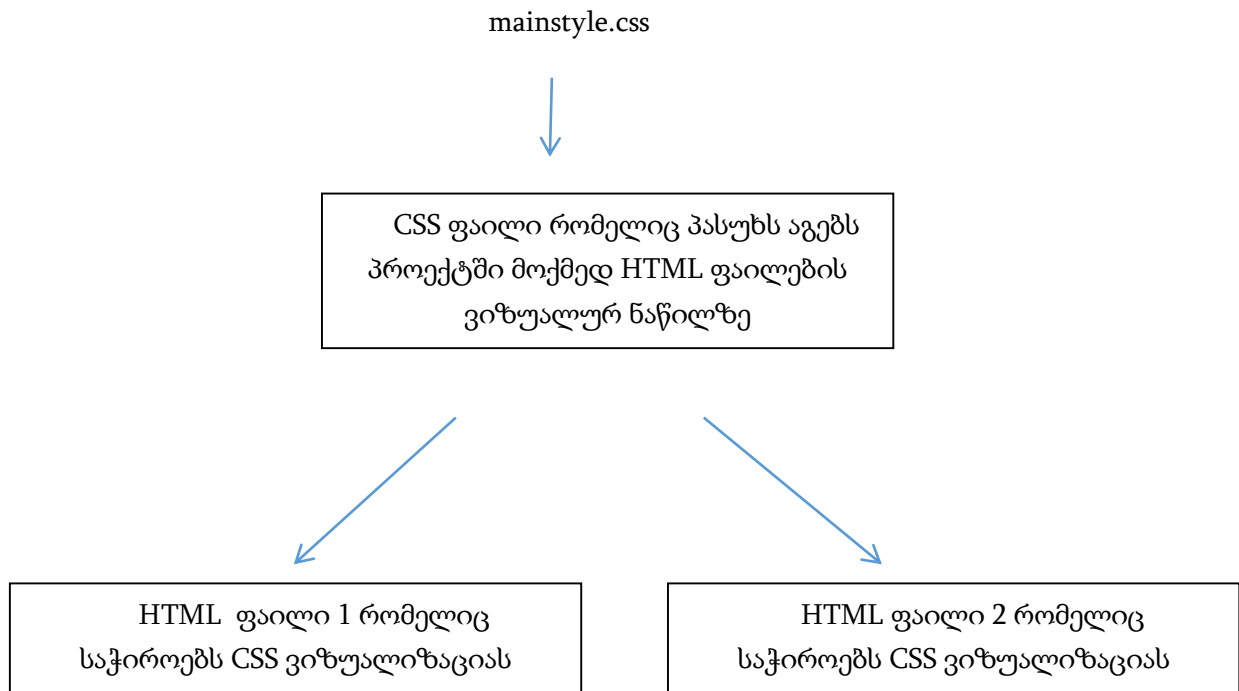 mainstyle.css
CSS ფაილი რომელიც პასუხს აგებს
პროექტში მოქმედ HTML ფაილების
ვიზუალურ ნაწილზე
HTML ფაილი 1 რომელიც
საჭიროებს CSS ვიზუალიზაციას
HTML ფაილი 2 რომელიც
საჭიროებს CSS ვიზუალიზაციას